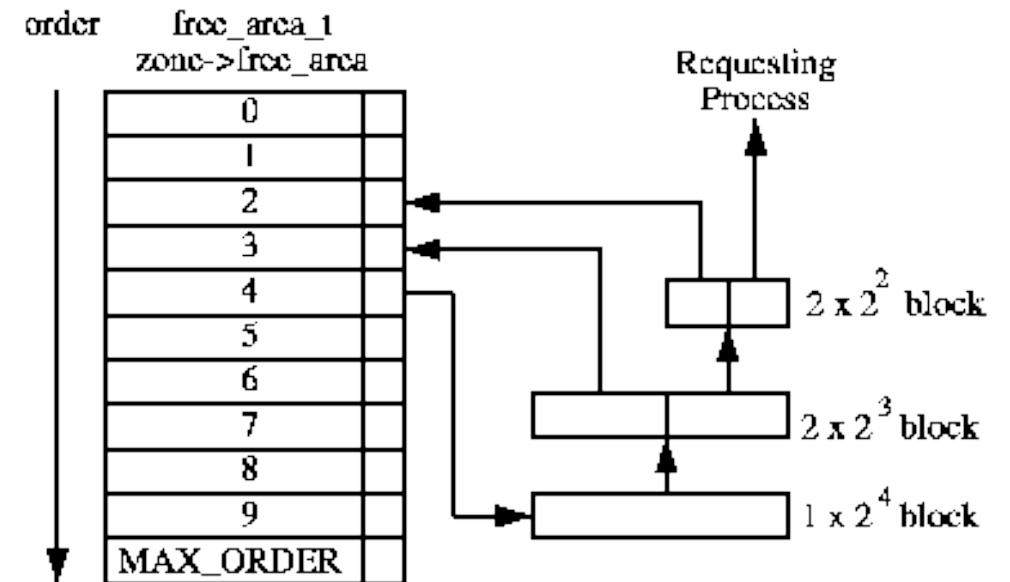 order
free_area_t
zone->free_area
0
1
2
3
4
5
6
7
8
9
MAX_ORDER
Requesting
Process
2 x 2^2 block
2 x 2^3 block
1 x 2^4 block